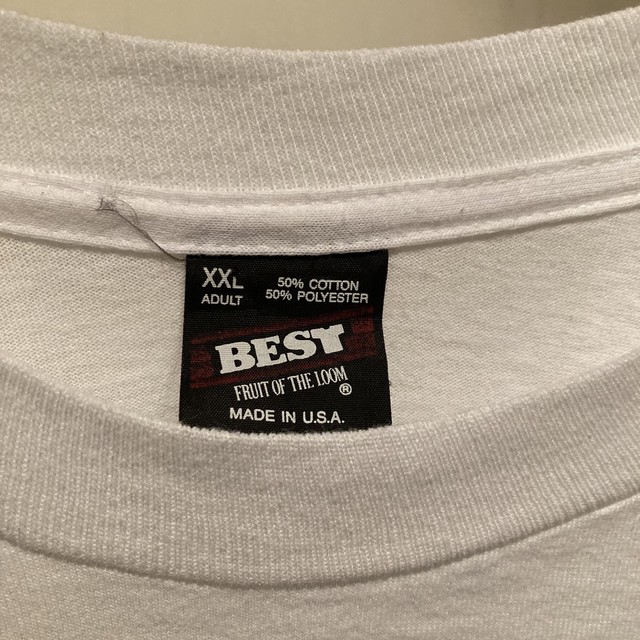 XXL
ADULT
50% COTTON
50% POLYESTER
BEST
FRUIT OF THE LOOM ®
MADE IN U.S.A.